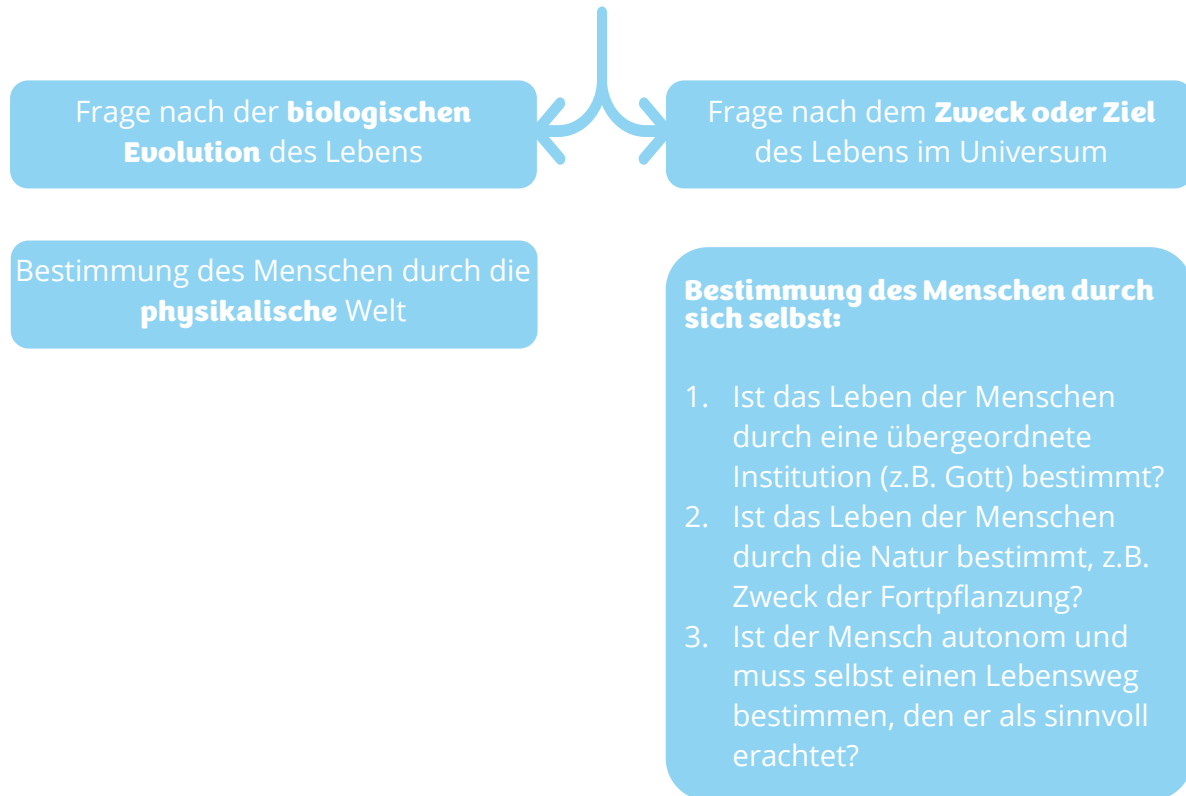 Frage nach der biologischen
Evolution des Lebens
Frage nach dem Zweck oder Ziel
des Lebens im Universum
Bestimmung des Menschen durch die
physikalische Welt
Bestimmung des Menschen durch
sich selbst:
1. Ist das Leben der Menschen
durch eine übergeordnete
Institution (z.B. Gott) bestimmt?
2. Ist das Leben der Menschen
durch die Natur bestimmt, z.B.
Zweck der Fortpflanzung?
3. Ist der Mensch autonom und
muss selbst einen Lebensweg
bestimmen, den er als sinnvoll
erachtet?